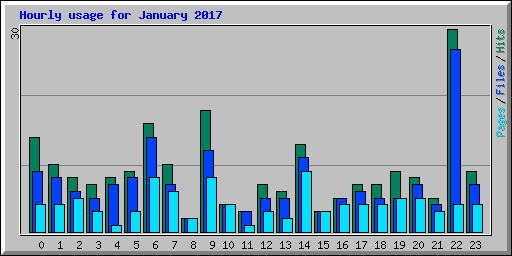 Hourly usage for January 2017
30
Pages/Files/Hits
0 1 2 3 4 5 6 7 8 9 10 11 12 13 14 15 16 17 18 19 20 21 22 23